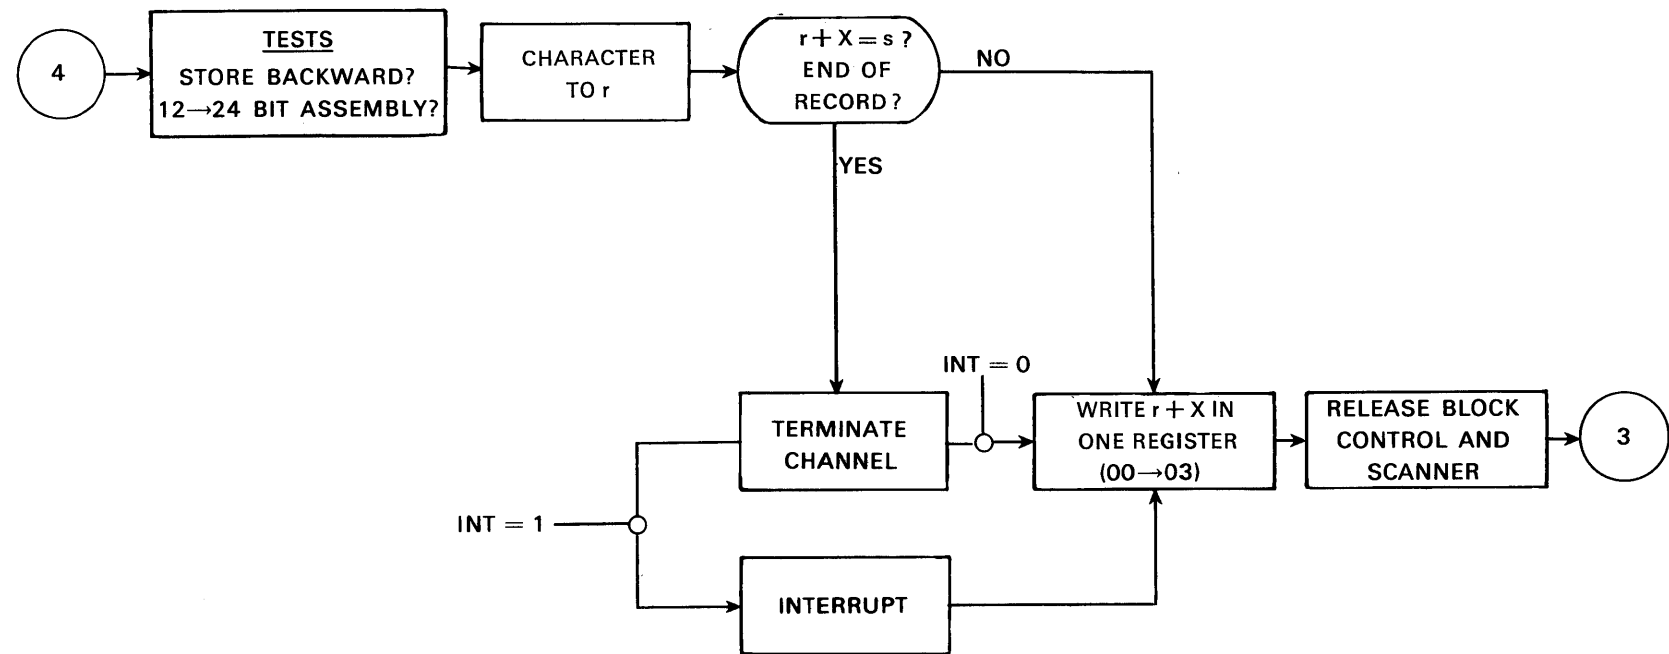 4
TESTS
STORE BACKWARD?
12→24 BIT ASSEMBLY?
CHARACTER
TO r
r + X = s ?
END OF
RECORD ?
NO
YES
INT = 0
TERMINATE
CHANNEL
WRITE r + X IN
ONE REGISTER
(00→03)
RELEASE BLOCK
CONTROL AND
SCANNER
3
INT = 1
INTERRUPT